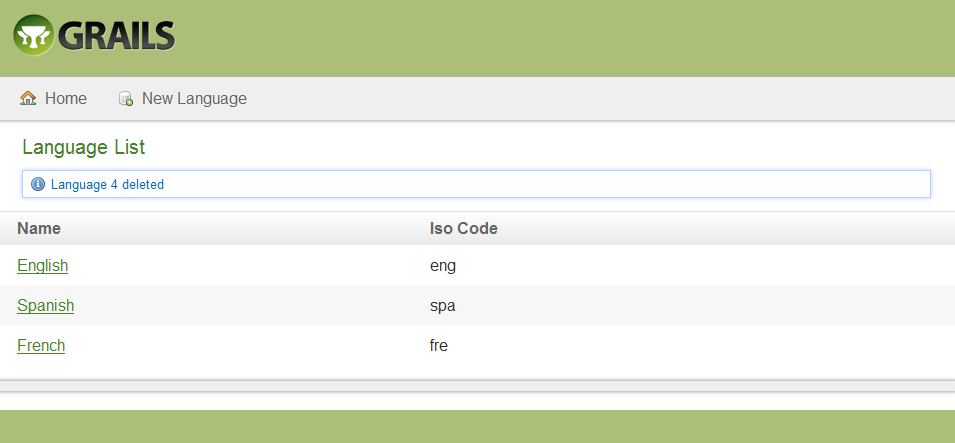 GRAILS
Home New Language
Language List
Language 4 deleted
Name Iso Code
English eng
Spanish spa
French fre